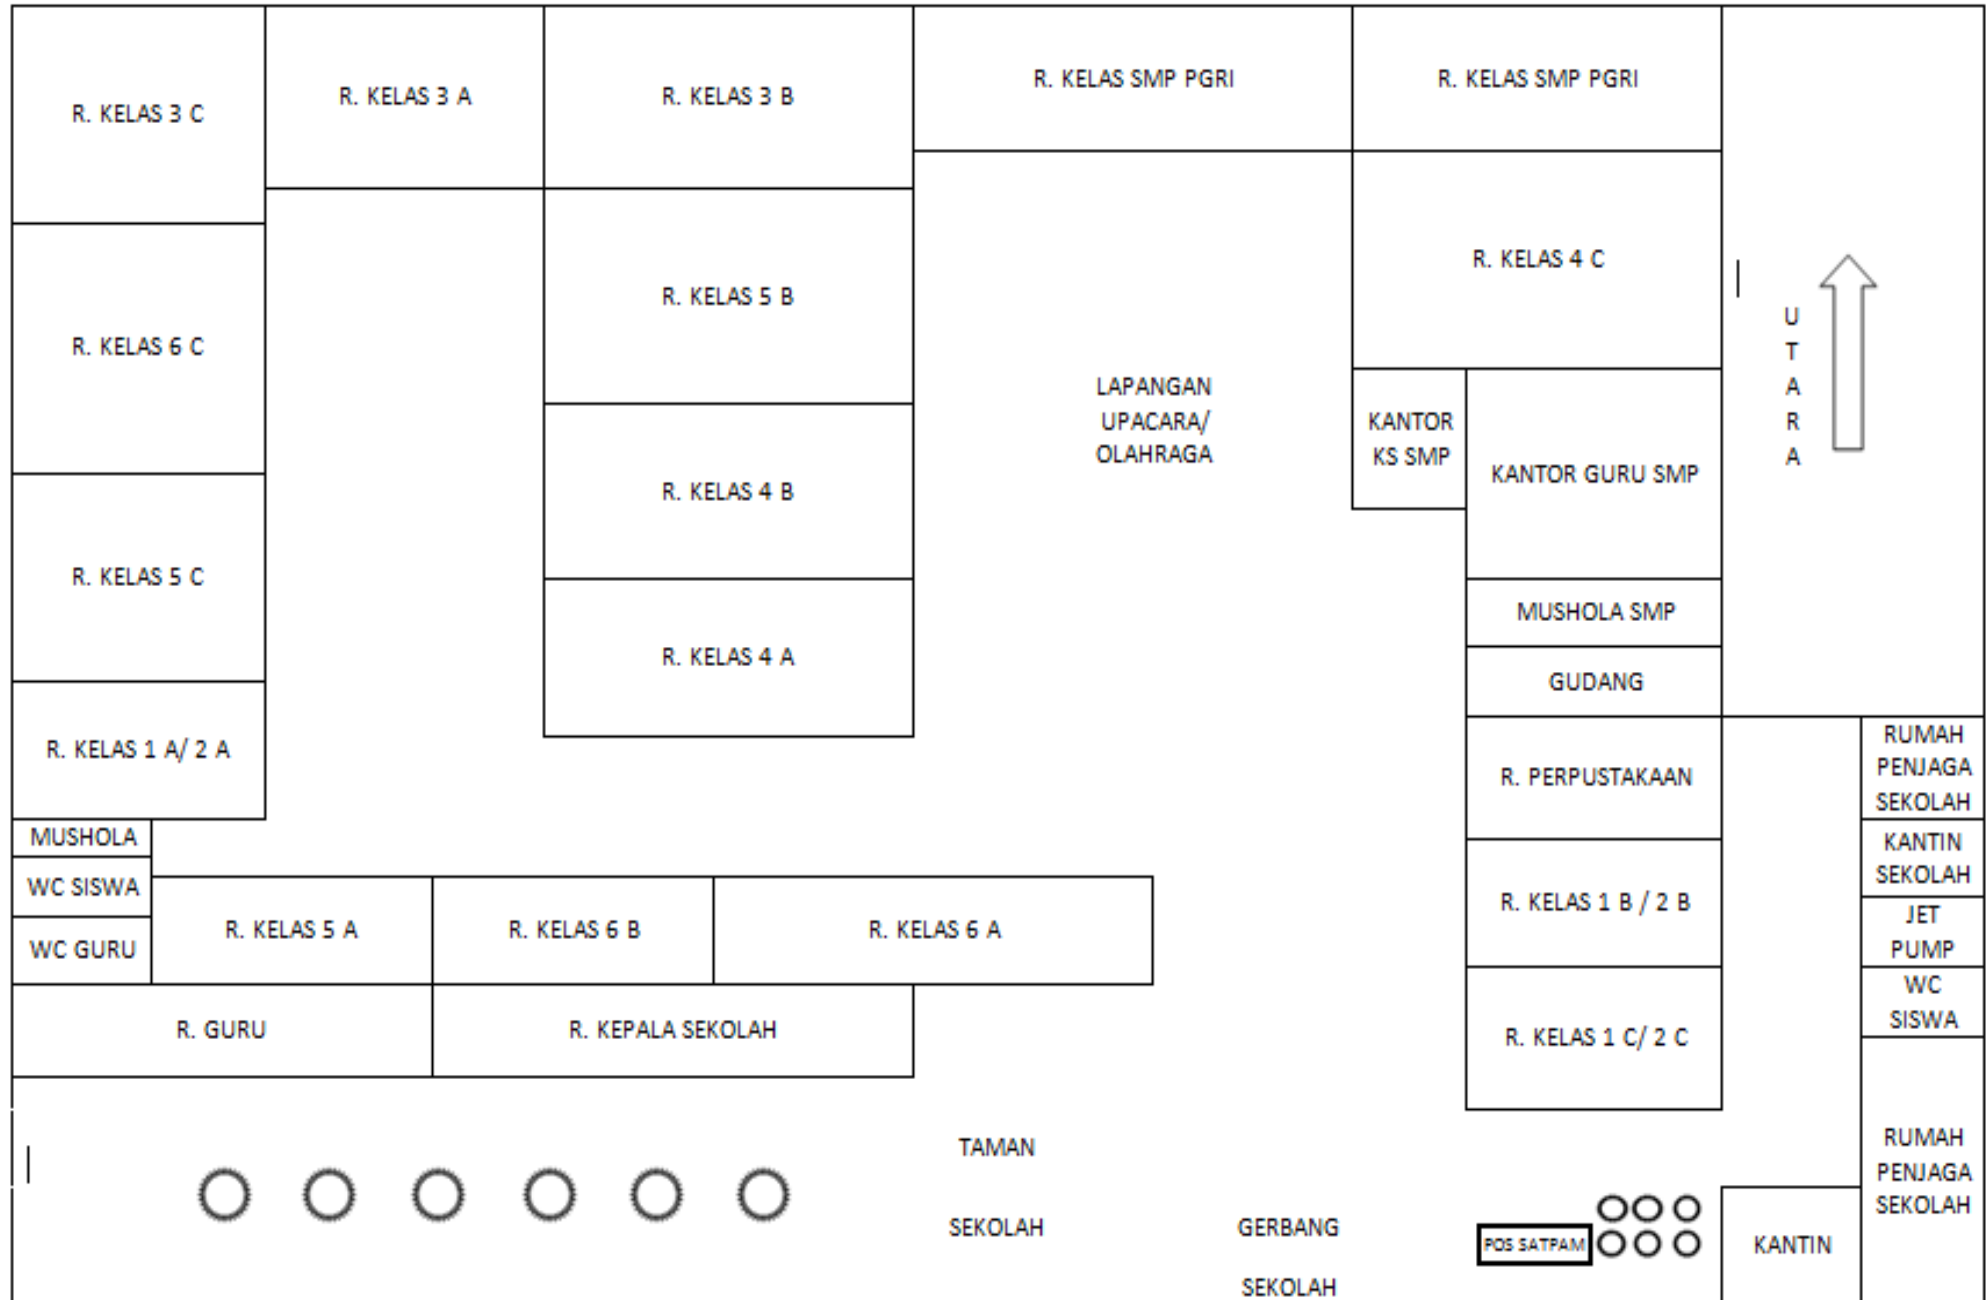 R. KELAS 3 C
R. KELAS 3 A
R. KELAS 3 B
R. KELAS SMP PGRI
R. KELAS SMP PGRI
R. KELAS 6 C
R. KELAS 5 B
R. KELAS 4 C
U
T
A
R
A
LAPANGAN
UPACARA/
OLAHRAGA
KANTOR
KS SMP
KANTOR GURU SMP
R. KELAS 4 B
R. KELAS 5 C
R. KELAS 4 A
MUSHOLA SMP
GUDANG
R. KELAS 1 A/ 2 A
R. PERPUSTAKAAN
RUMAH
PENJAGA
SEKOLAH
MUSHOLA
WC SISWA
WC GURU
R. KELAS 5 A
R. KELAS 6 B
R. KELAS 6 A
R. KELAS 1 B / 2 B
KANTIN
SEKOLAH
JET
PUMP
WC
SISWA
R. GURU
R. KEPALA SEKOLAH
R. KELAS 1 C/ 2 C
RUMAH
PENJAGA
SEKOLAH
TAMAN
SEKOLAH
GERBANG
SEKOLAH
POS SATPAM
KANTIN